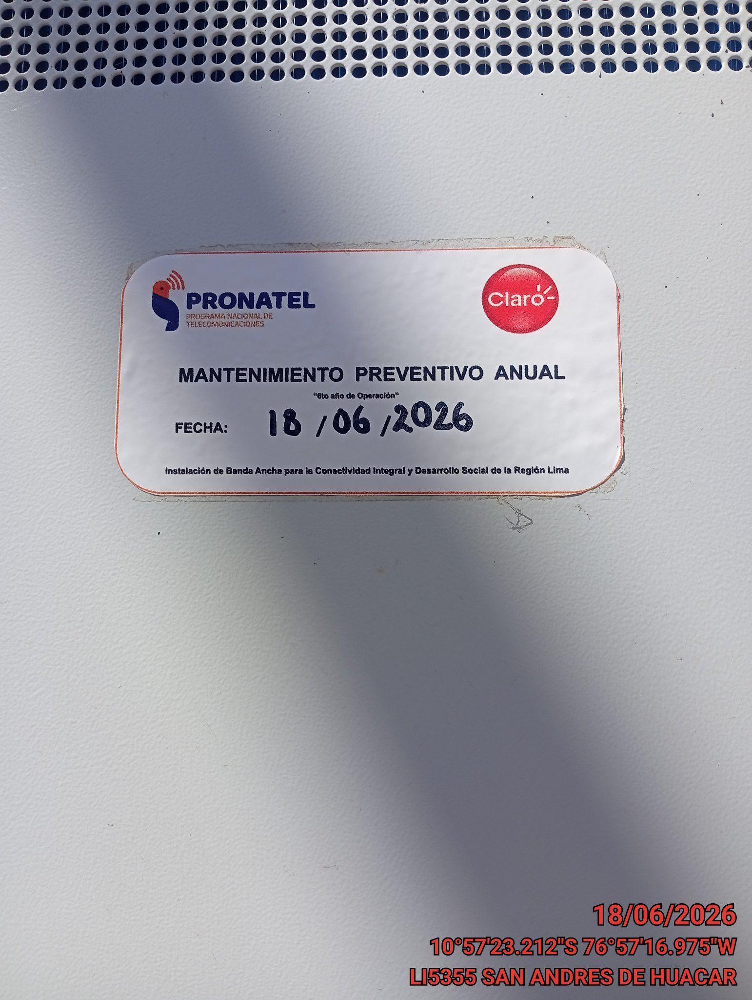 PRONATEL
PROGRAMA NACIONAL DE
TELECOMUNICACIONES
Claro
MANTENIMIENTO PREVENTIVO ANUAL
"6to año de Operación"
FECHA: 18/06/2026
Instalación de Banda Ancha para la Conectividad Integral y Desarrollo Social de la Región Lima
18/06/2026
10°57'23.212"S 76°57'16.975"W
LI5355 SAN ANDRES DE HUACAR